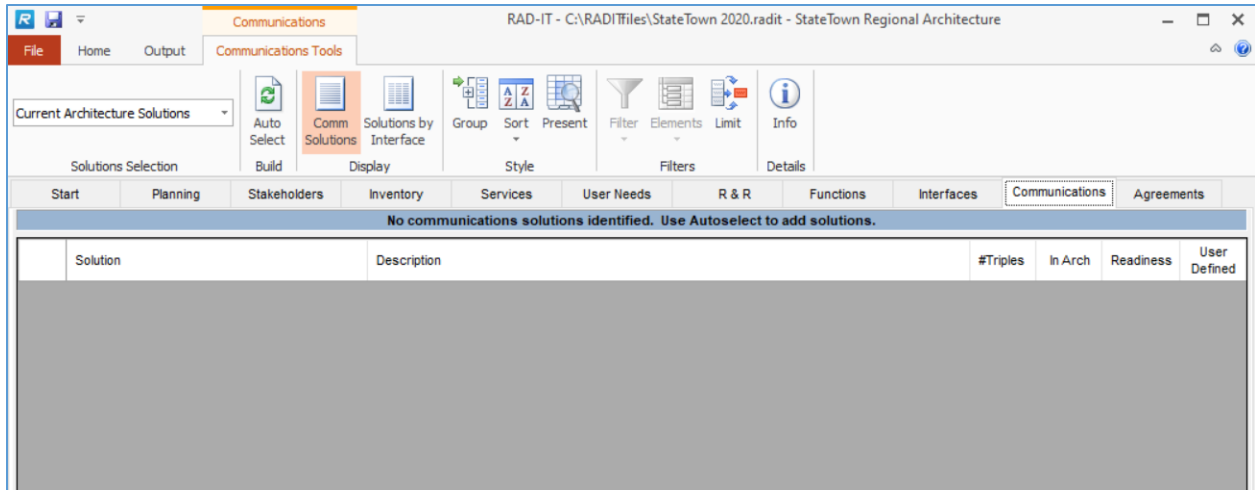 R
Communications
RAD-IT - C:\RADITfiles\StateTown 2020.radit - StateTown Regional Architecture
File Home Output Communications Tools
Current Architecture Solutions
Auto Select
Comm Solutions
Solutions by Interface
Group
A Z
Z A
Sort
Present
Filter
Elements
Limit
i
Info
Solutions Selection Build Display Style Filters Details
Start Planning Stakeholders Inventory Services User Needs R & R Functions Interfaces Communications Agreements
No communications solutions identified. Use Autoselect to add solutions.
Solution Description #Triples In Arch Readiness User Defined